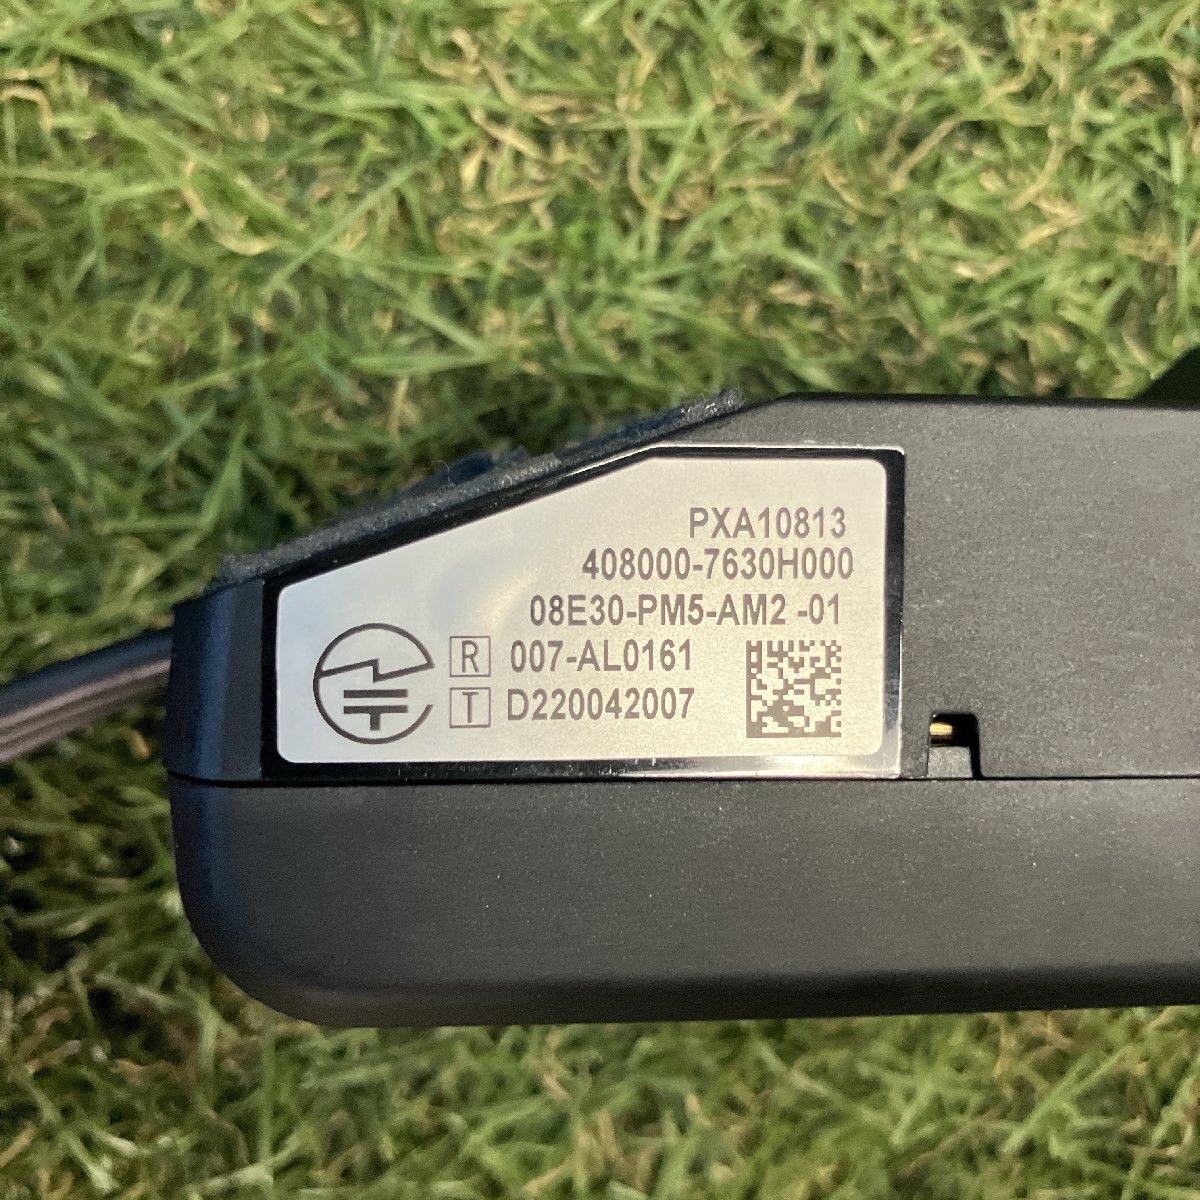 PXA10813
408000-7630H000
08E30-PM5-AM2 -01
R 007-AL0161
T D220042007